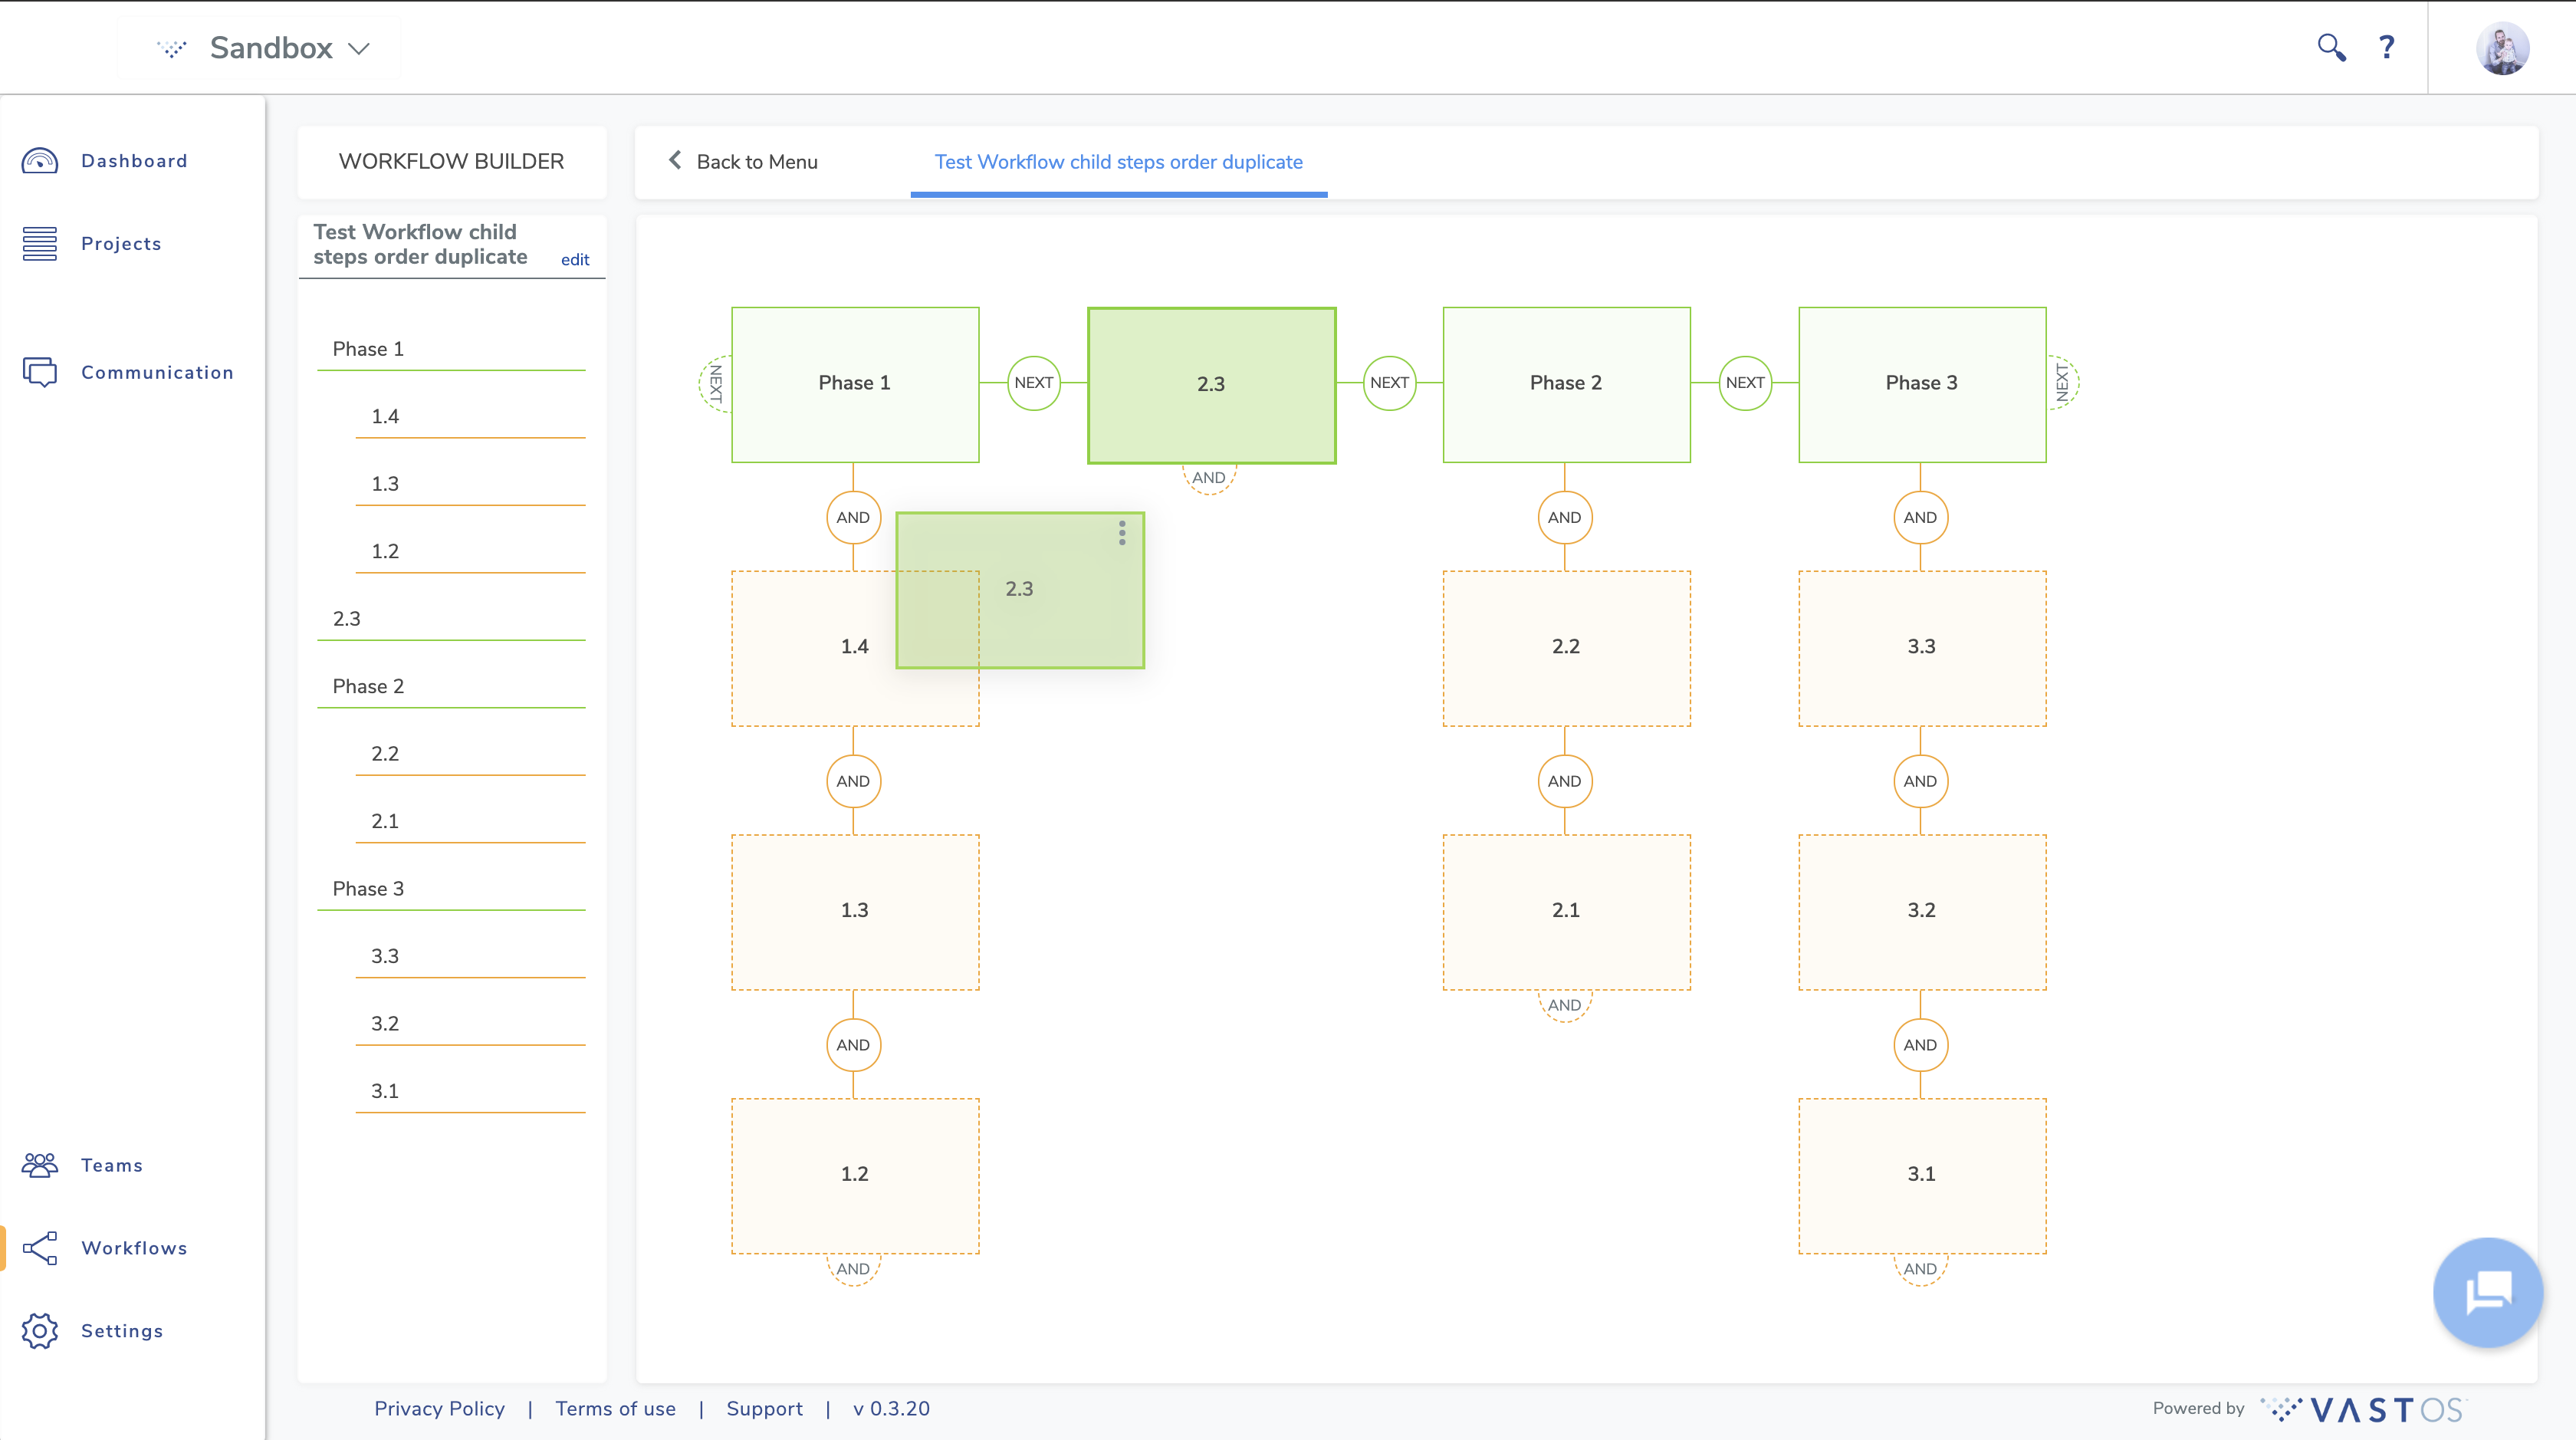 Sandbox
?
Dashboard
Projects
Communication
Teams
Workflows
Settings
WORKFLOW BUILDER
Back to Menu
Test Workflow child steps order duplicate
Test Workflow child
steps order duplicate
edit
Phase 1
1.4
1.3
1.2
2.3
Phase 2
2.2
2.1
Phase 3
3.3
3.2
3.1
NEXT
Phase 1
NEXT
2.3
NEXT
Phase 2
NEXT
Phase 3
NEXT
AND
AND
AND
AND
2.3
1.4
2.2
3.3
AND
AND
AND
1.3
2.1
3.2
AND
AND
AND
1.2
3.1
AND
AND
Privacy Policy | Terms of use | Support | v 0.3.20
Powered by VASTOS